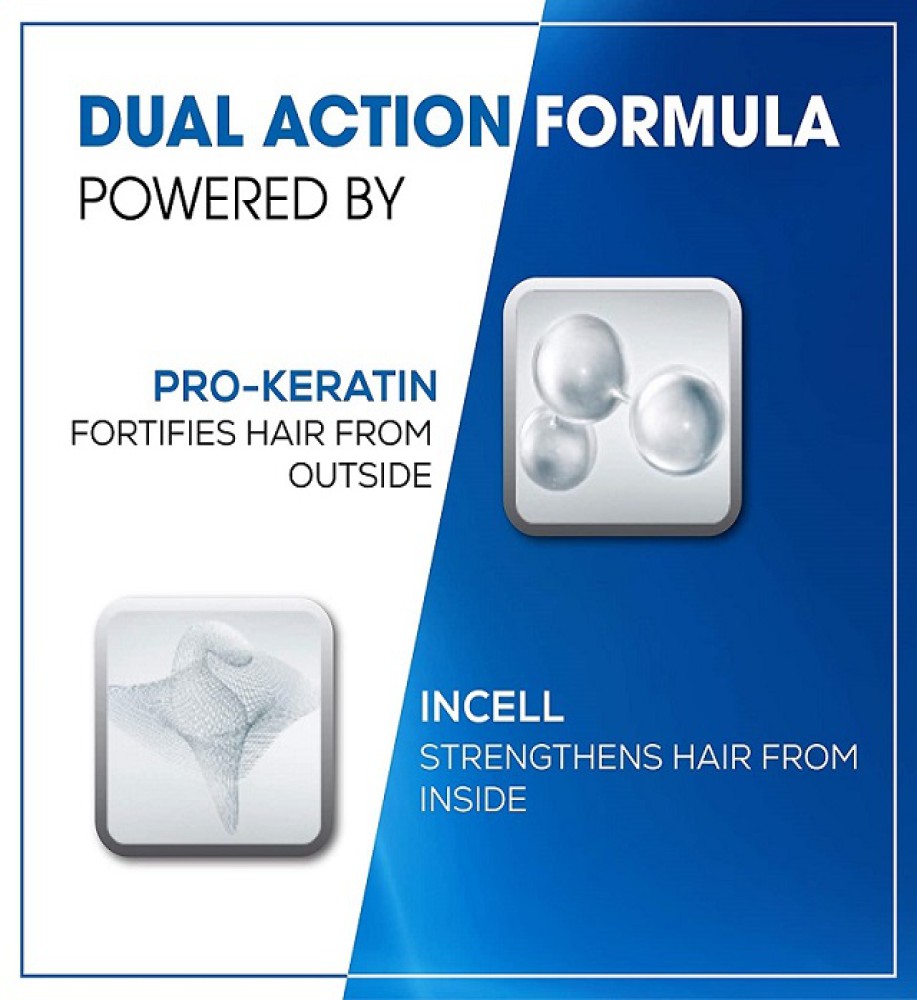 DUAL ACTION FORMULA
POWERED BY
PRO-KERATIN
FORTIFIES HAIR FROM
OUTSIDE
INCELL
STRENGTHENS HAIR FROM
INSIDE